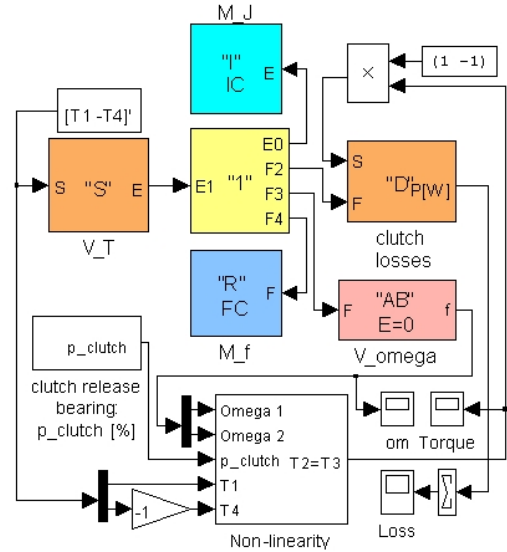 M_J
"I"
IC
E
×
(1 -1)
[T1 -T4]'
S
"S"
E
V_T
E1
"1"
E0
F2
F3
F4
S
F
"D"
P[W]
clutch
losses
"R"
FC
F
M_f
F
"AB"
E=0
f
V_omega
p_clutch
clutch release
bearing:
p_clutch [%]
Omega 1
Omega 2
p_clutch
T1
T4
T2=T3
Non-linearity
-1
om
Torque
Loss
Σ